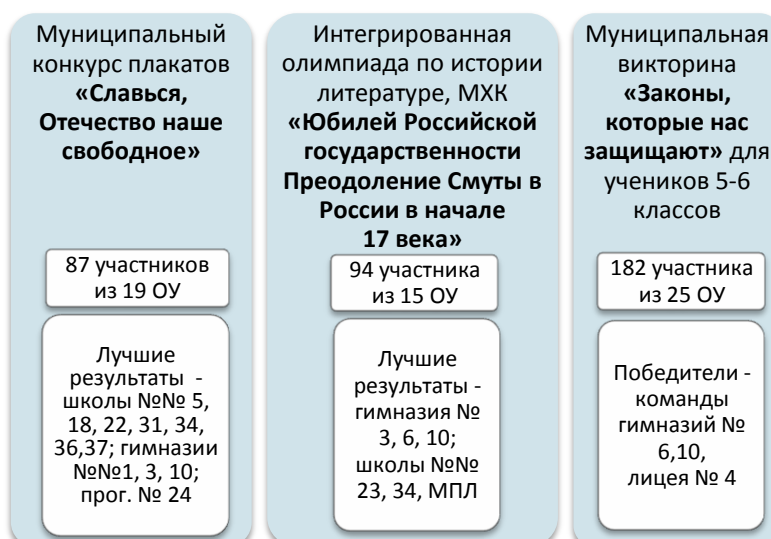 Муниципальный
конкурс плакатов
«Славься,
Отечество наше
свободное»
87 участников
из 19 ОУ
Лучшие
результаты -
школы №№ 5,
18, 22, 31, 34,
36,37; гимназии
№№1, 3, 10;
прог. № 24
Интегрированная
олимпиада по истории
литературе, МХК
«Юбилей Российской
государственности
Преодоление Смуты в
России в начале
17 века»
94 участника
из 15 ОУ
Лучшие
результаты -
гимназия №
3, 6, 10;
школы №№
23, 34, МПЛ
Муниципальная
викторина
«Законы,
которые нас
защищают» для
учеников 5-6
классов
182 участника
из 25 ОУ
Победители -
команды
гимназий №
6,10,
лицея № 4